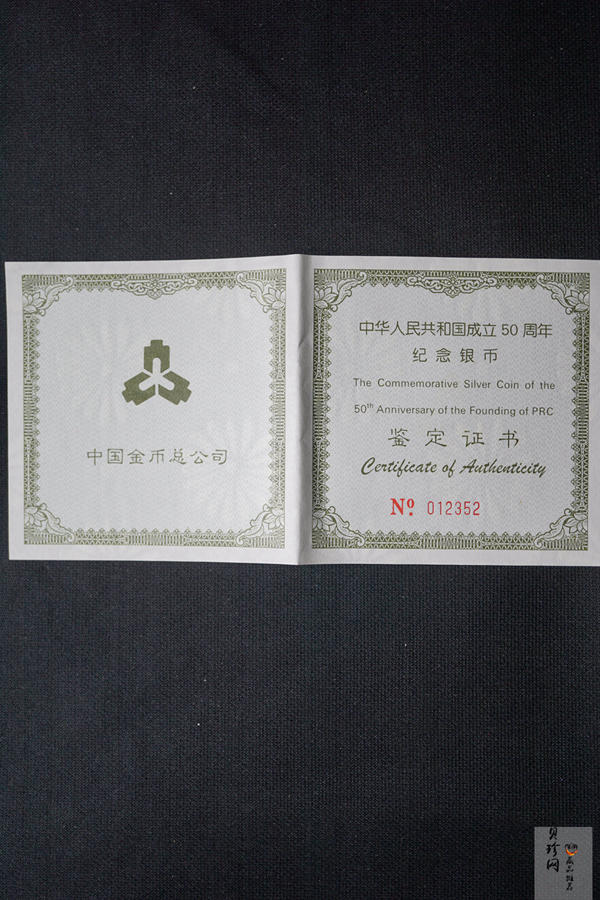 中国金币总公司
中华人民共和国成立 50 周年
纪念银币
The Commemorative Silver Coin of the
50th Anniversary of the Founding of PRC
鉴定证书
Certificate of Authenticity
Nº 012352
贝珍网